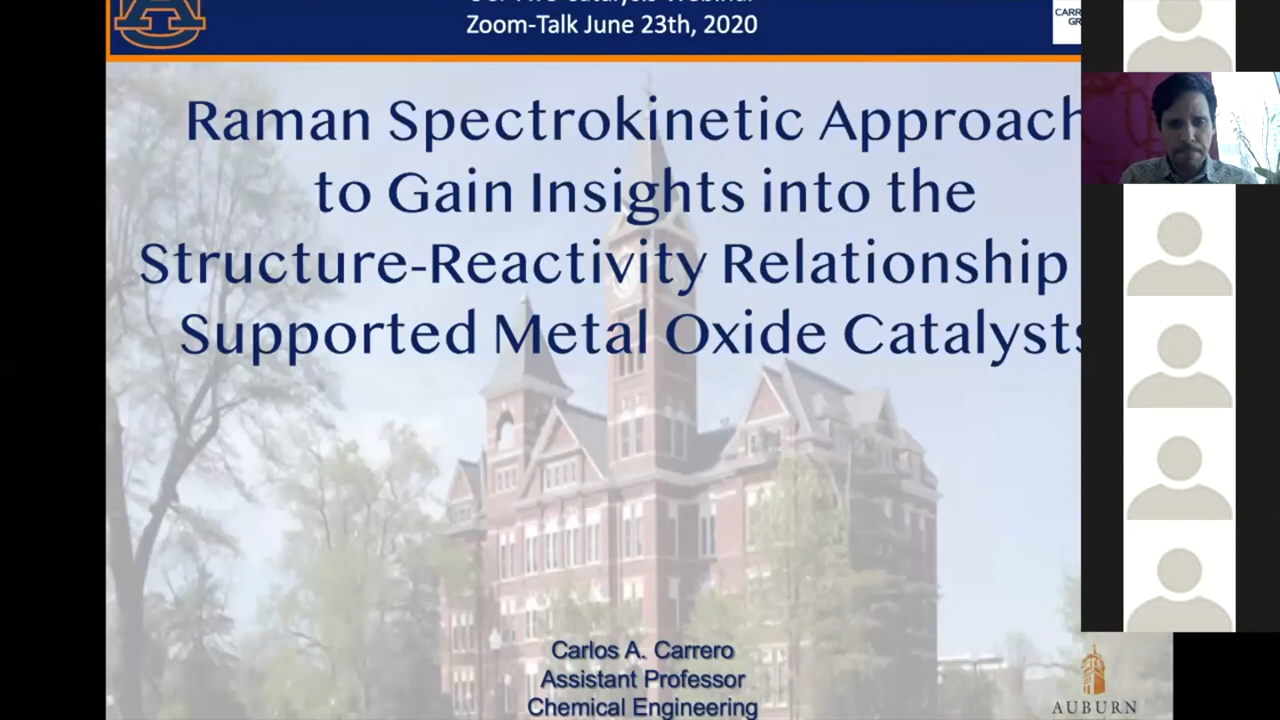 Zoom-Talk June 23th, 2020
Raman Spectrokinetic Approach
to Gain Insights into the
Structure-Reactivity Relationship
Supported Metal Oxide Catalysts
Carlos A. Carrero
Assistant Professor
Chemical Engineering
AUBURN